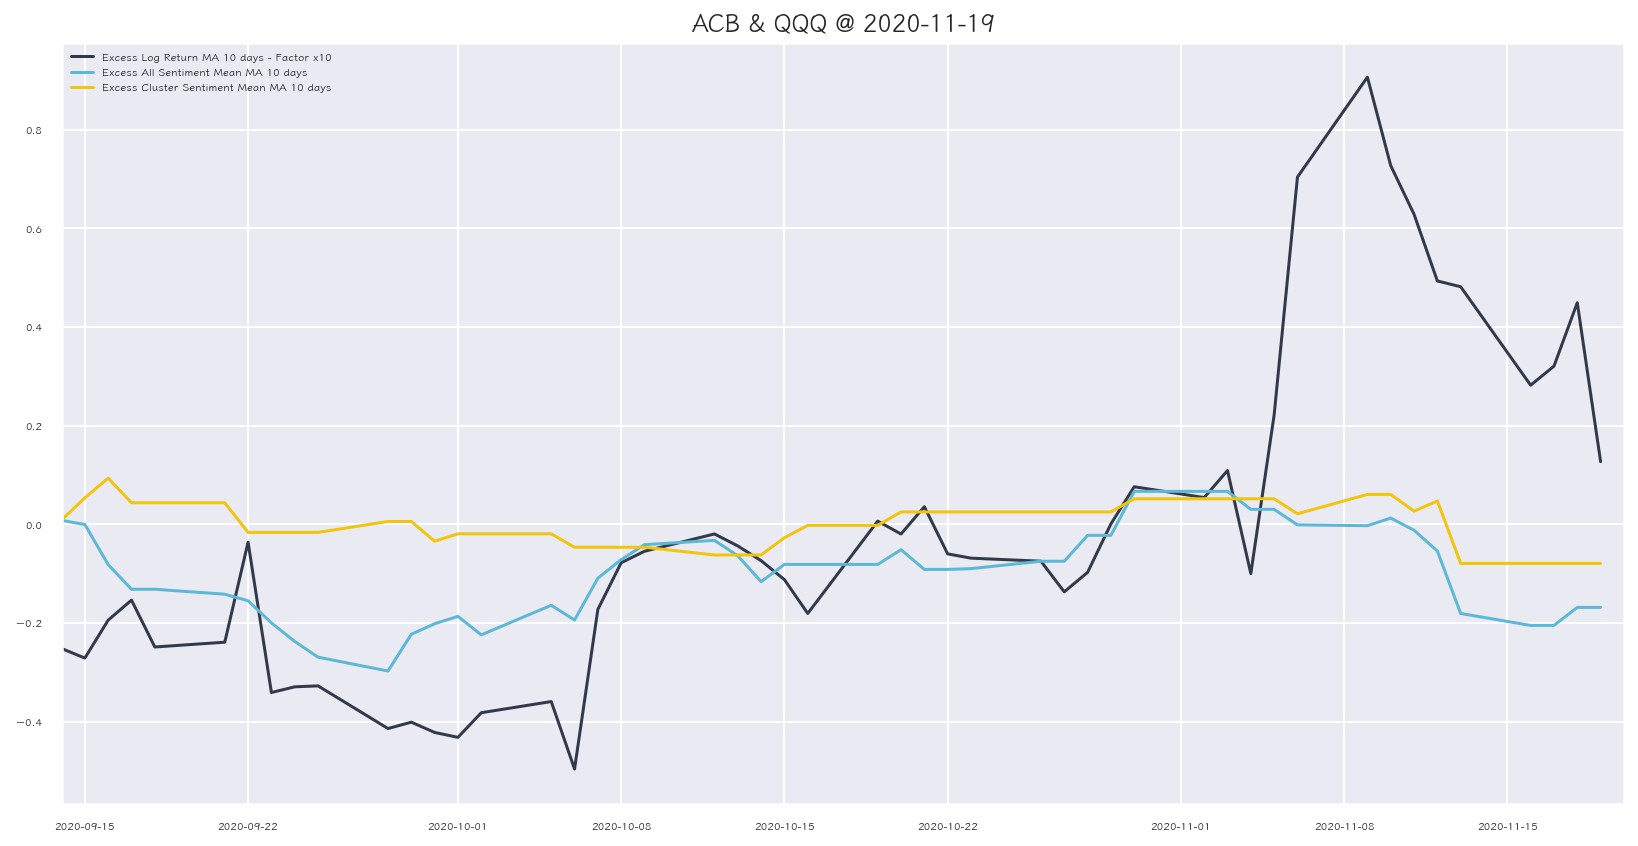 ACB & QQQ @ 2020-11-19
Excess Log Return MA 10 days - Factor x10
Excess All Sentiment Mean MA 10 days
Excess Cluster Sentiment Mean MA 10 days
0.8
0.6
0.4
0.2
0.0
−0.2
−0.4
2020-09-15 2020-09-22 2020-10-01 2020-10-08 2020-10-15 2020-10-22 2020-11-01 2020-11-08 2020-11-15